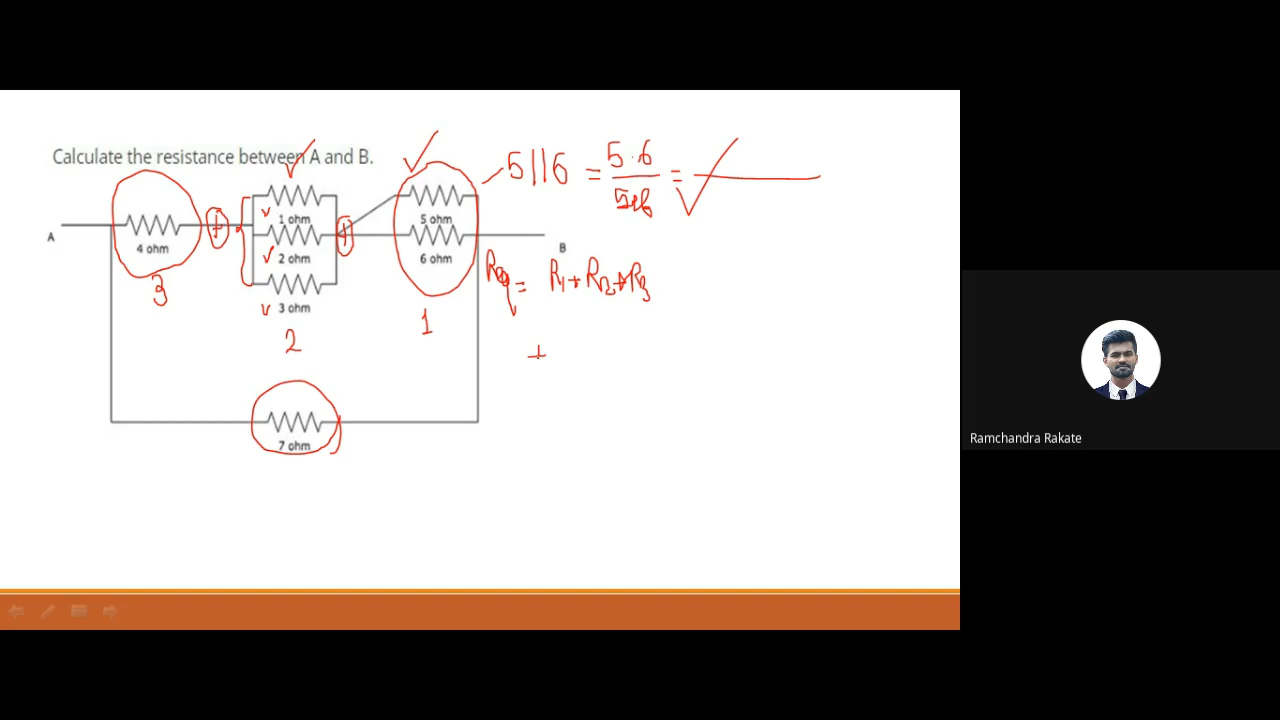 Calculate the resistance between A and B.
5||6 = 5.6 =
1 ohm
5 ohm
A
4 ohm
2 ohm
6 ohm
B
3
Req = R1+R2+R3
3 ohm
1
2
+
7 ohm
Ramchandra Rakate